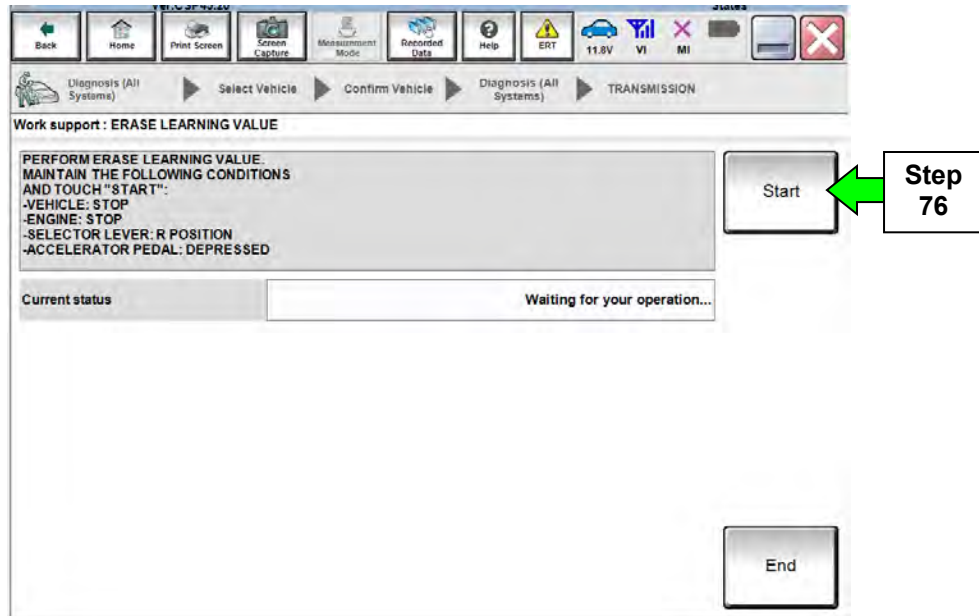 Back
Home
Print Screen
Screen
Capture
Measurement
Mode
Recorded
Data
Help
ERT
11.8V
VI
MI
Diagnosis (All
Systems)
Select Vehicle
Confirm Vehicle
Diagnosis (All
Systems)
TRANSMISSION
Work support : ERASE LEARNING VALUE
PERFORM ERASE LEARNING VALUE.
MAINTAIN THE FOLLOWING CONDITIONS
AND TOUCH "START":
-VEHICLE: STOP
-ENGINE: STOP
-SELECTOR LEVER: R POSITION
-ACCELERATOR PEDAL: DEPRESSED
Start
Step
76
Current status
Waiting for your operation...
End